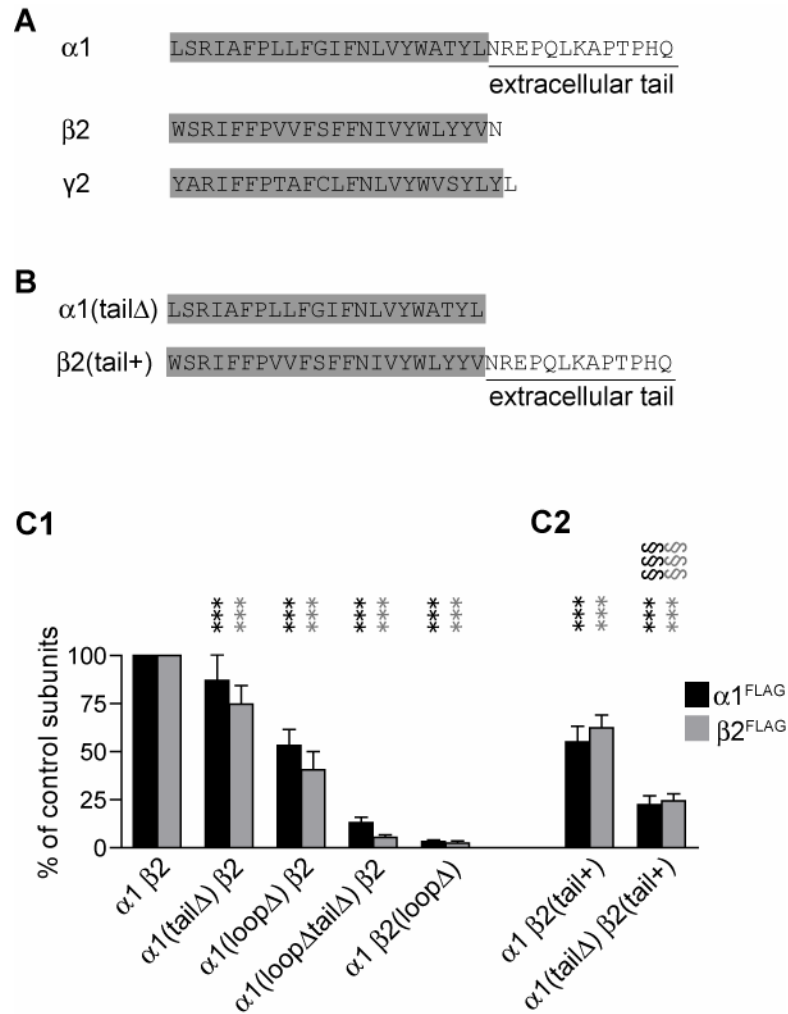 A
α1 LSRIAFPLLFGIFNLVYWATYLNREPQLKAPTPHQ
extracellular tail
β2 WSRIFFPVVFSFFNIVYWLYYVN
γ2 YARIFFPTAFCLFNLVYWVSYLYL
B
α1(tailΔ) LSRIAFPLLFGIFNLVYWATYL
β2(tail+) WSRIFFPVVFSFFNIVYWLYYVNREPQLKAPTPHQ
extracellular tail
C1 C2
§§§ §§§
*** *** *** *** *** *** *** *** *** *** *** ***
% of control subunits
100
75
50
25
0
α1FLAG
β2FLAG
α1 β2
α1(tailΔ) β2
α1(loopΔ) β2
α1(loopΔtailΔ) β2
α1 β2(loopΔ)
α1 β2(tail+)
α1(tailΔ) β2(tail+)